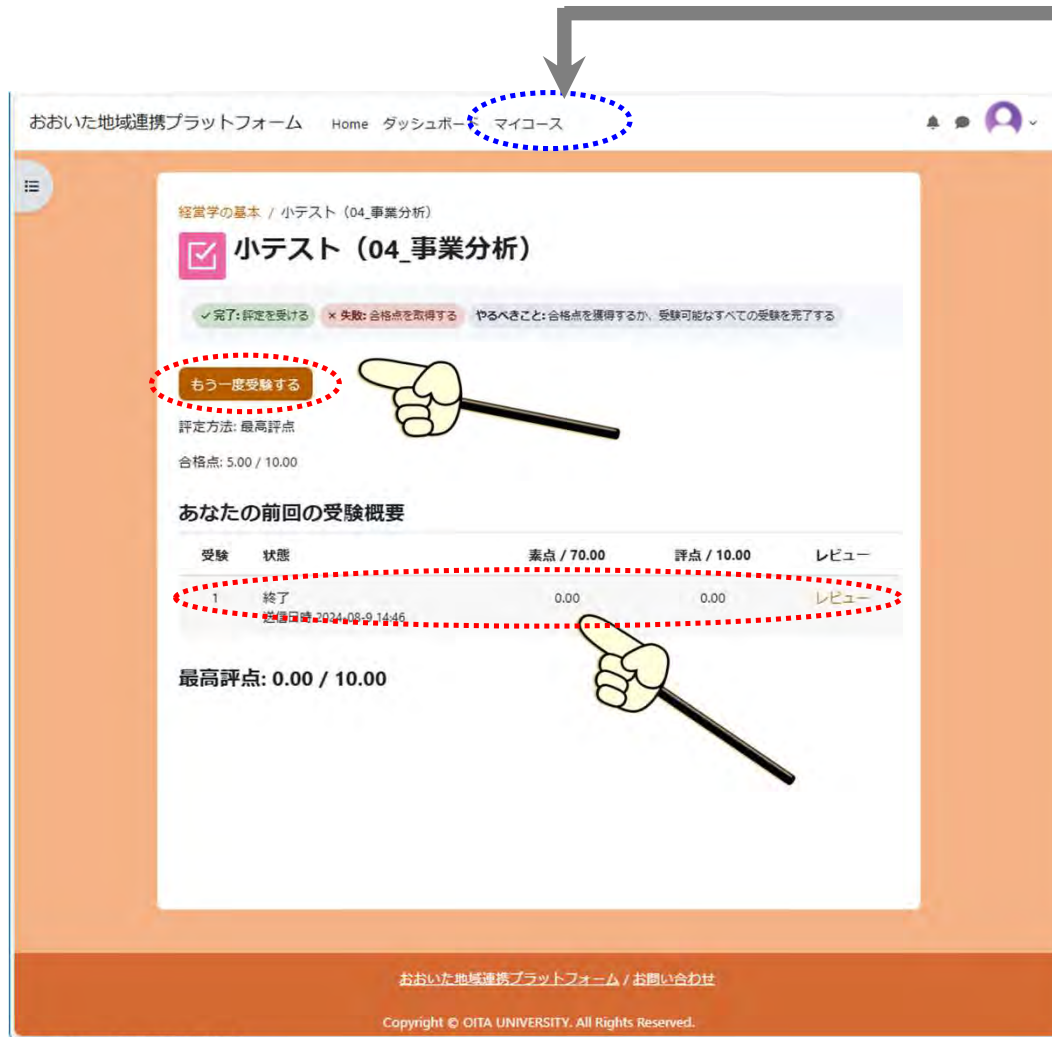 おおいた地域連携プラットフォーム Home ダッシュボード マイコース
経営学の基本 / 小テスト（04_事業分析）
小テスト（04_事業分析）
完了: 評定を受ける × 失敗: 合格点を取得する やるべきこと: 合格点を獲得するか、受験可能なすべての受験を完了する
もう一度受験する
評定方法: 最高評点
合格点: 5.00 / 10.00
あなたの前回の受験概要
受験 状態 素点 / 70.00 評点 / 10.00 レビュー
1 終了 0.00 0.00 レビュー
送信日時 2024-08-9 14:46
最高評点: 0.00 / 10.00
おおいた地域連携プラットフォーム / お問い合わせ
Copyright © OITA UNIVERSITY. All Rights Reserved.